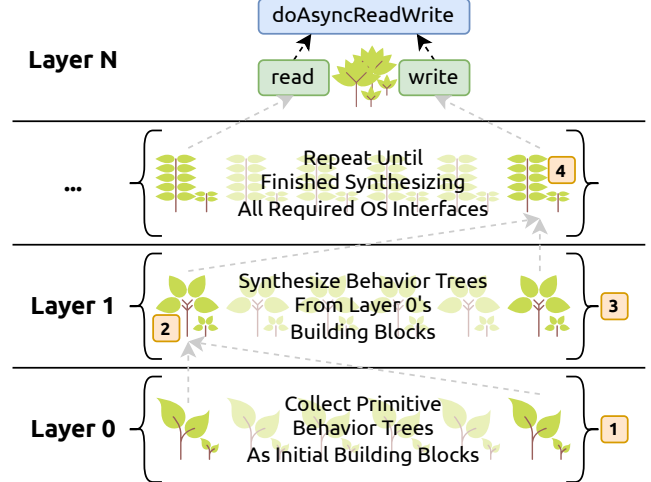 doAsyncReadWrite
Layer N
read
write
...
Repeat Until
Finished Synthesizing
All Required OS Interfaces
4
Layer 1
Synthesize Behavior Trees
From Layer 0's
Building Blocks
2
3
Layer 0
Collect Primitive
Behavior Trees
As Initial Building Blocks
1